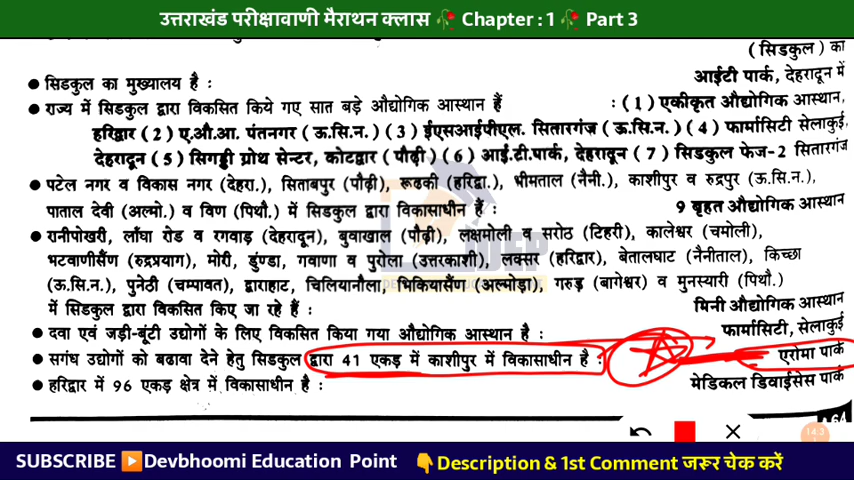 उत्तराखंड परीक्षावाणी मैराथन क्लास 🥀 Chapter : 1 🥀 Part 3
(सिडकुल) का
● सिडकुल का मुख्यालय है : आईटी पार्क, देहरादून में
● राज्य में सिडकुल द्वारा विकसित किये गए सात बड़े औद्योगिक आस्थान हैं : (1) एकीकृत औद्योगिक आस्थान,
हरिद्वार (2) ए.औ.आ. पंतनगर (ऊ.सि.न.) (3) ईएसआईपीएल. सितारगंज (ऊ.सि.न.) (4) फार्मासिटी सेलाकुई,
देहरादून (5) सिगड्डी ग्रोथ सेन्टर, कोटद्वार (पौढ़ी) (6) आई.टी.पार्क, देहरादून (7) सिडकुल फेज-2 सितारगंज
● पटेल नगर व विकास नगर (देहरा.), सिताबपुर (पौढ़ी), रूढकी (हरिद्वा.), भीमताल (नैनी.), काशीपुर व रुद्रपुर (ऊ.सि.न.),
पाताल देवी (अल्मो.) व विण (पिथौ.) में सिडकुल द्वारा विकासाधीन हैं : 9 बृहत औद्योगिक आस्थान
● रानीपोखरी, लाँघा रोड व रगवाड़ (देहरादून), बुवाखाल (पौढ़ी), लक्षमोली व सरोठ (टिहरी), कालेश्वर (चमोली),
भटवाणीसैंण (रुद्रप्रयाग), मोरी, डुंण्डा, गवाणा व पुरोला (उत्तरकाशी), लक्सर (हरिद्वार), बेतालघाट (नैनीताल), किच्छा
(ऊ.सि.न.), पुनेठी (चम्पावत), द्वाराहाट, चिलियानौला, भिकियासैंण (अल्मोड़ा), गरुड़ (बागेश्वर) व मुनस्यारी (पिथौ.)
में सिडकुल द्वारा विकसित किए जा रहे हैं : मिनी औद्योगिक आस्थान
● दवा एवं जड़ी-बूंटी उद्योगों के लिए विकसित किया गया औद्योगिक आस्थान है : फार्मासिटी, सेलाकुई
● सगंध उद्योगों को बढावा देने हेतु सिडकुल द्वारा 41 एकड़ में काशीपुर में विकासाधीन है : एरोमा पार्क
● हरिद्वार में 96 एकड़ क्षेत्र में विकासाधीन है : मेडिकल डिवाईसेस पार्क
SUBSCRIBE ▶️Devbhoomi Education Point 👇Description & 1st Comment जरूर चेक करें